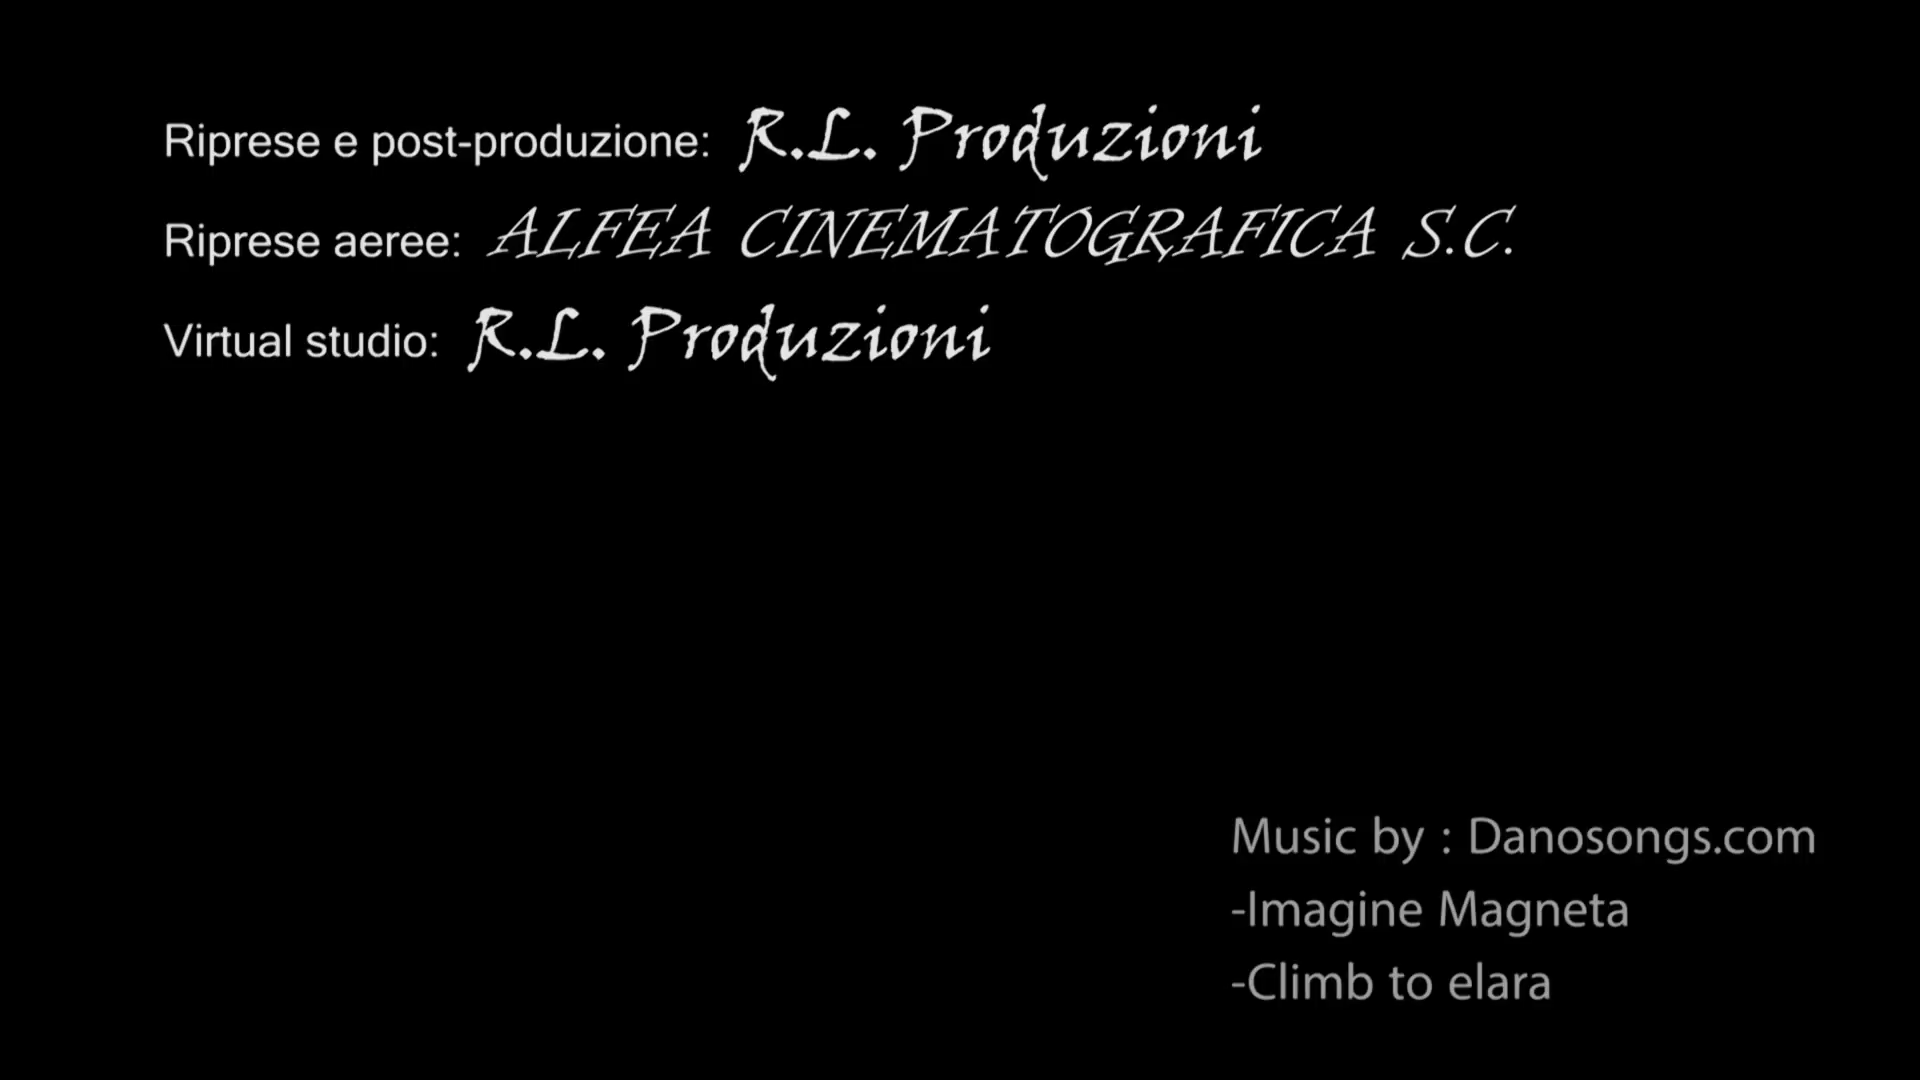 Riprese e post-produzione: R.L. Produzioni
Riprese aeree: ALFEA CINEMATOGRAFICA S.C.
Virtual studio: R.L. Produzioni
Music by : Danosongs.com
-Imagine Magneta
-Climb to elara